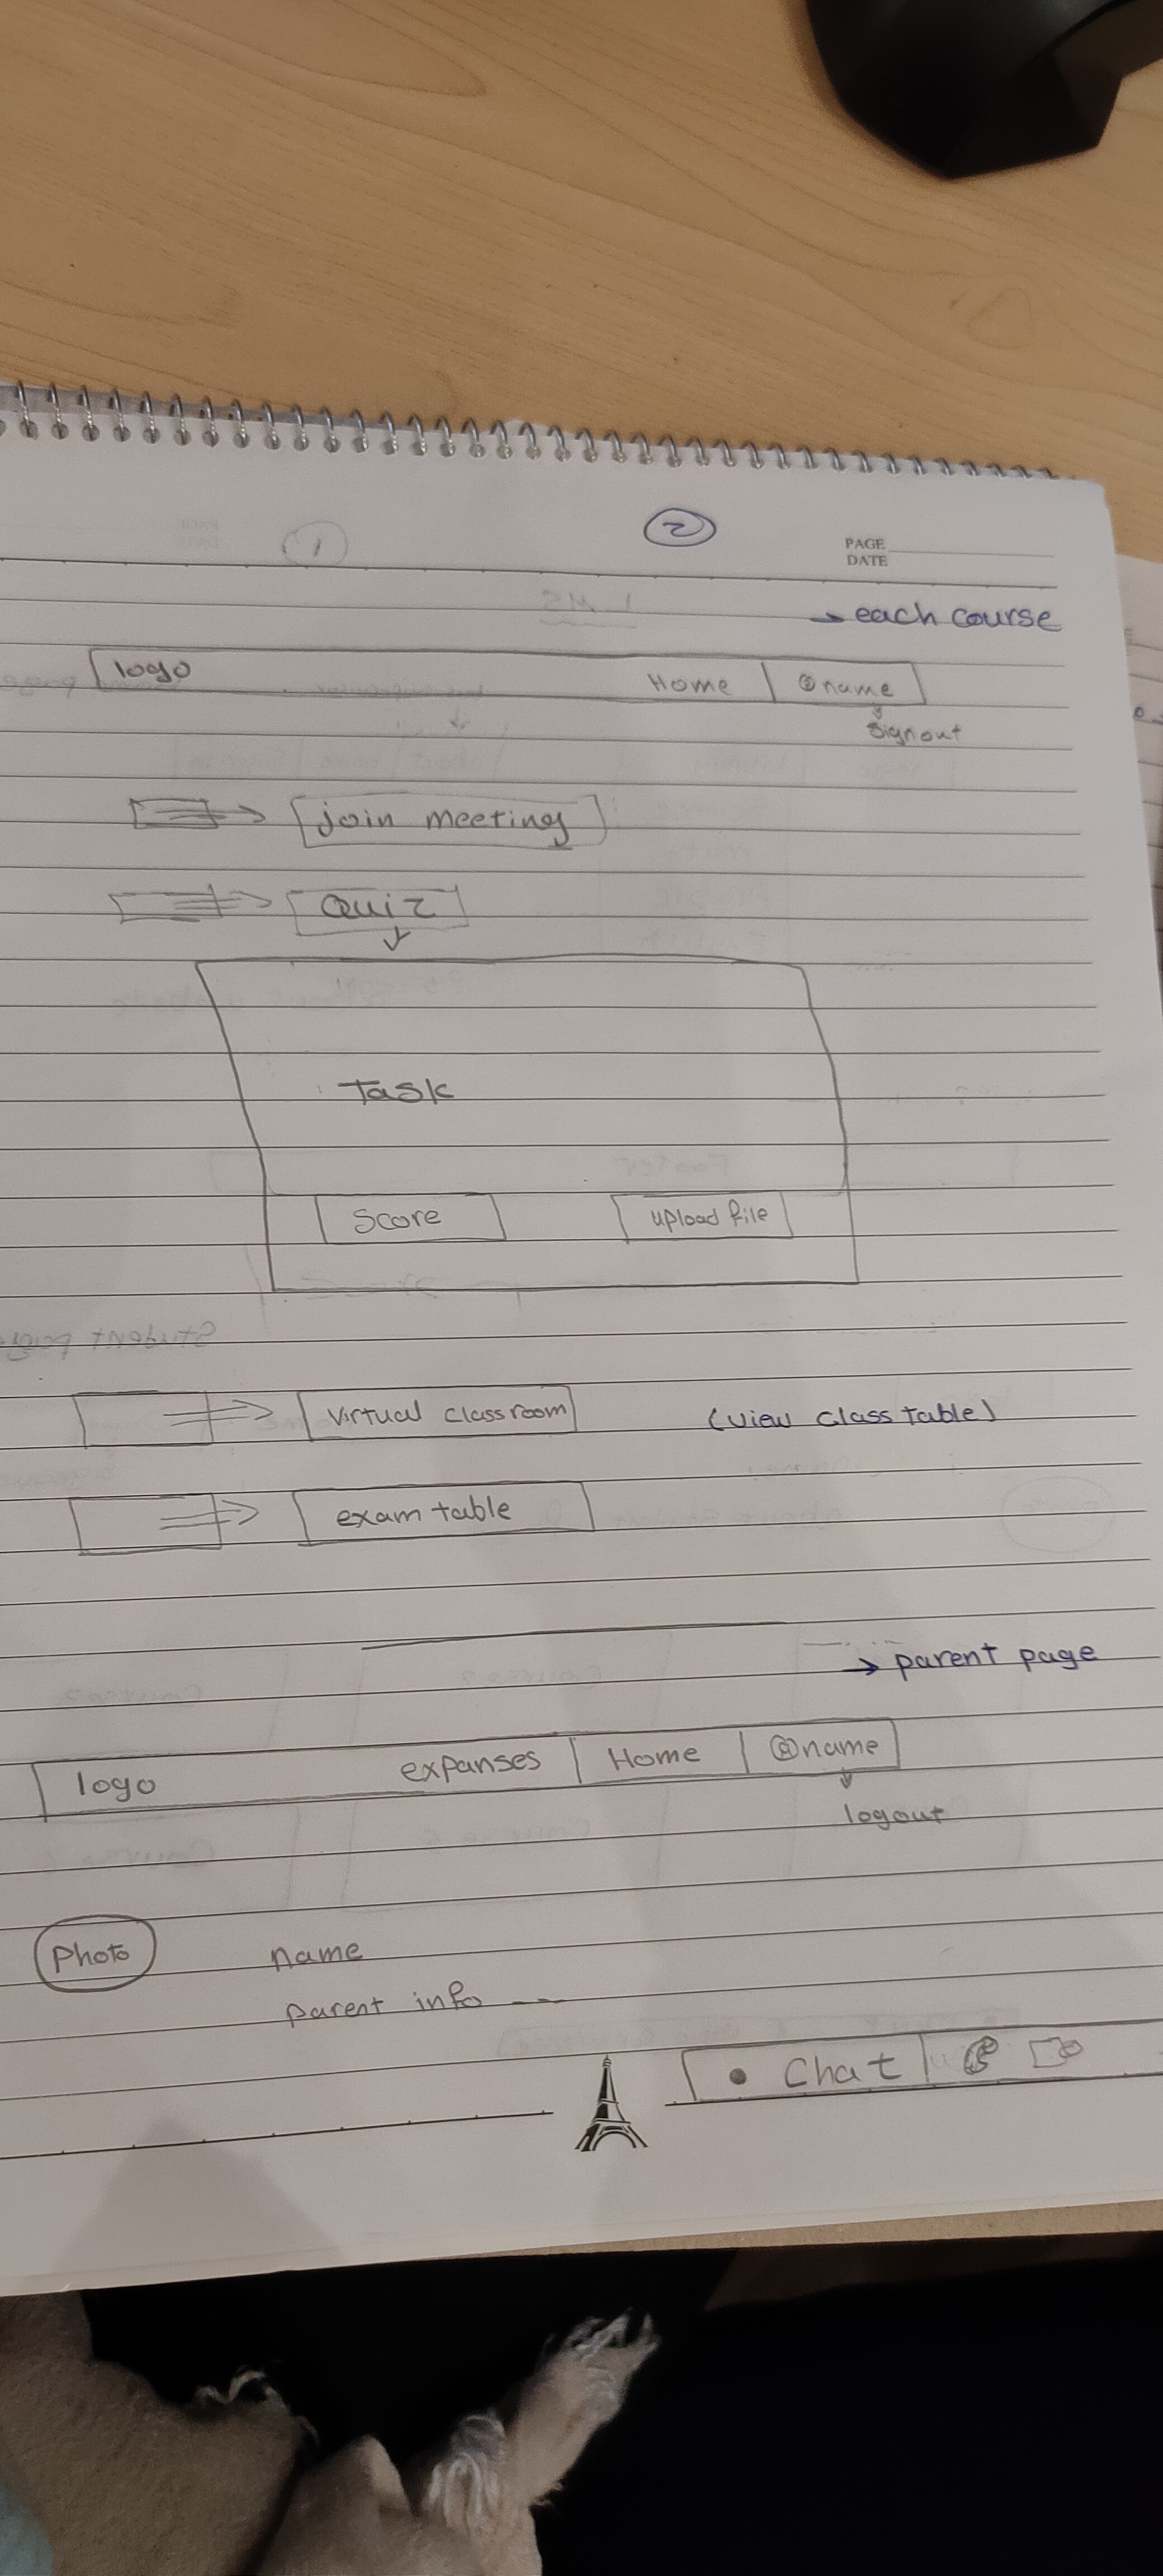 1
2
PAGE
DATE
LMS
→ each course
logo Home @name
signout
join meeting
Quiz
Task
Score upload file
virtual classroom (view class table)
exam table
→ parent page
logo expanses Home @name
logout
Photo name
parent info
Chat